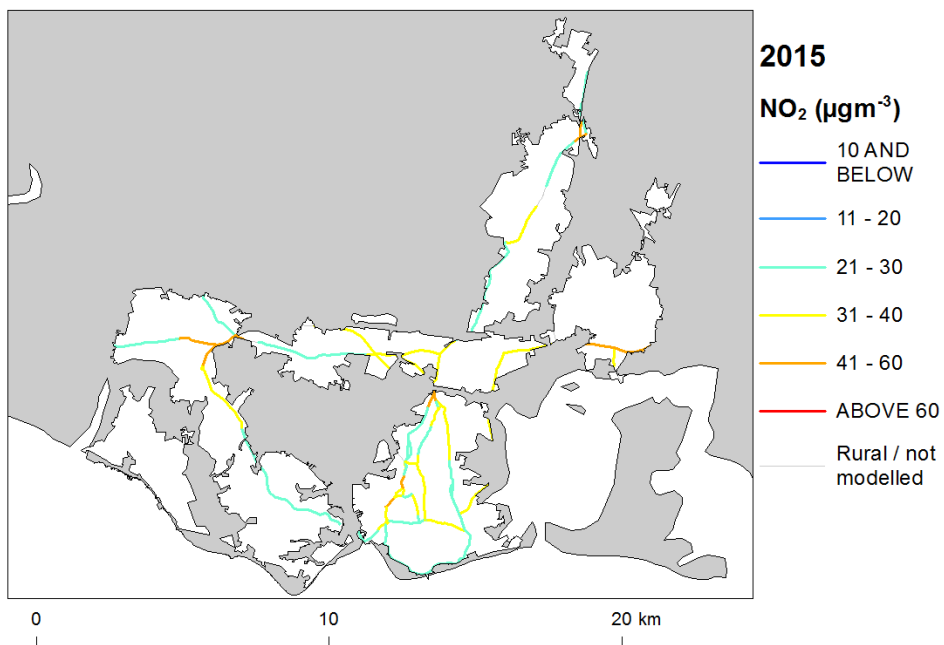 2015
NO₂ (µgm⁻³)
10 AND
BELOW
11 - 20
21 - 30
31 - 40
41 - 60
ABOVE 60
Rural / not
modelled
0 10 20 km